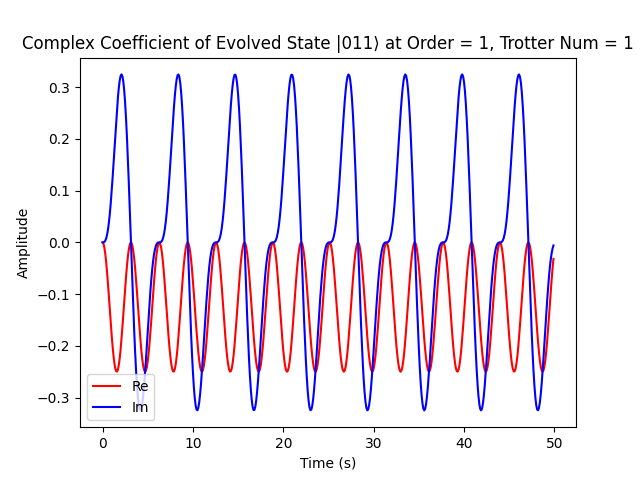 Complex Coefficient of Evolved State |011⟩ at Order = 1, Trotter Num = 1
Amplitude
0.3
0.2
0.1
0.0
−0.1
−0.2
−0.3
Re
Im
0 10 20 30 40 50
Time (s)